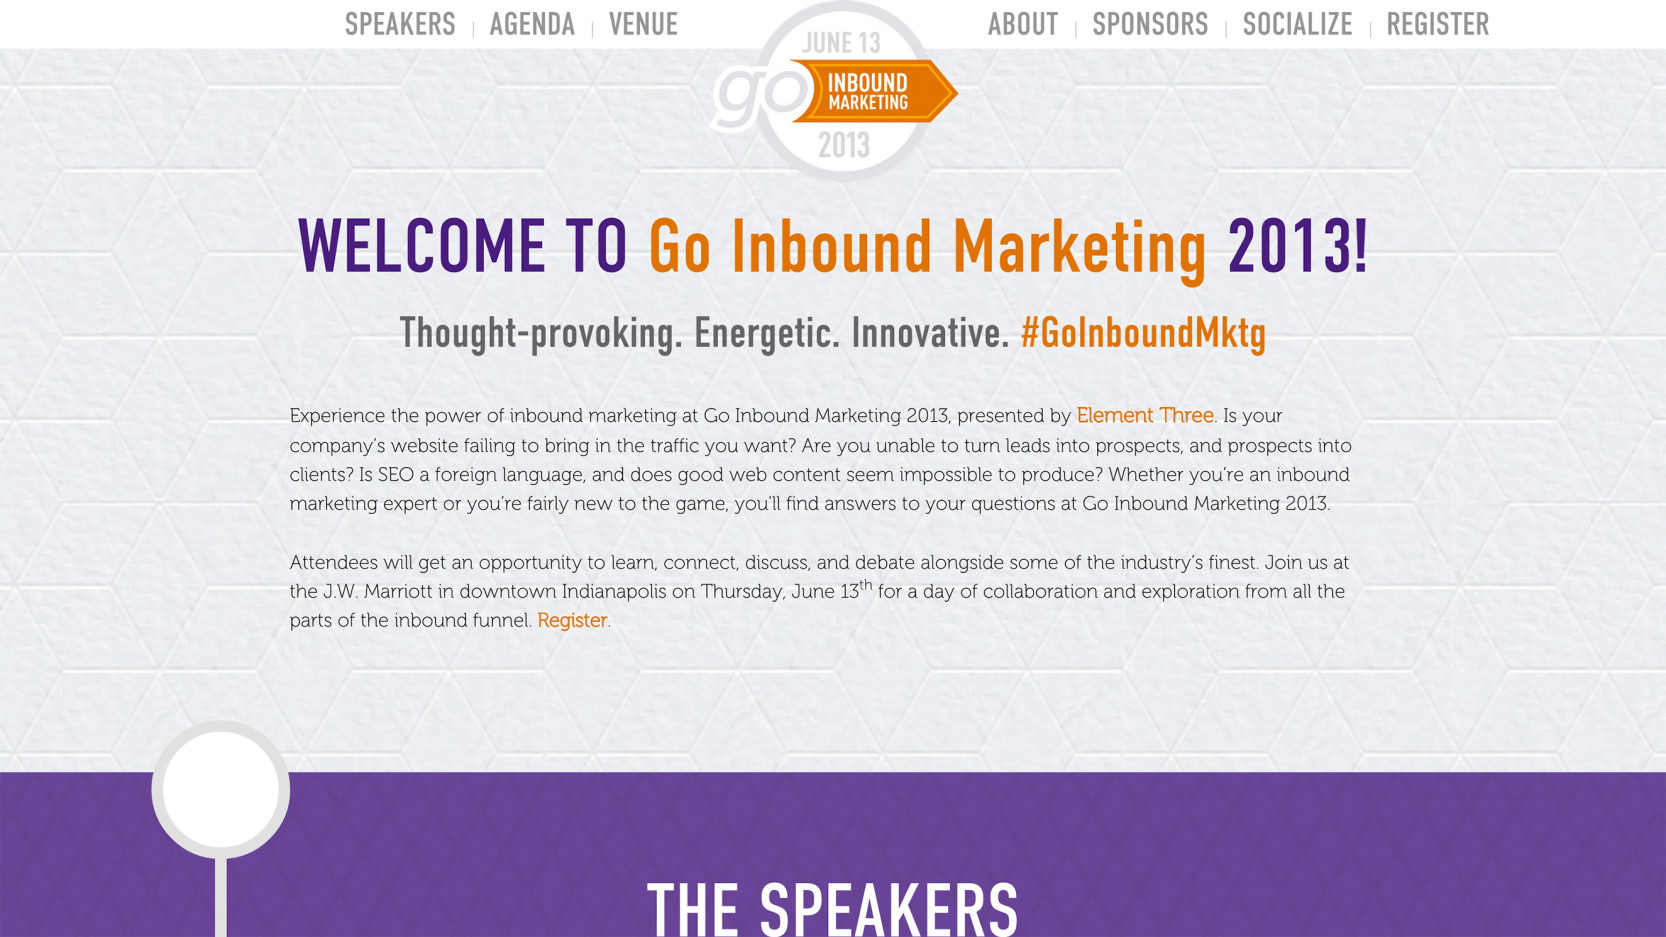 SPEAKERS | AGENDA | VENUE
ABOUT | SPONSORS | SOCIALIZE | REGISTER
JUNE 13
go INBOUND
MARKETING
2013
WELCOME TO Go Inbound Marketing 2013!
Thought-provoking. Energetic. Innovative. #GoInboundMktg
Experience the power of inbound marketing at Go Inbound Marketing 2013, presented by Element Three. Is your
company's website failing to bring in the traffic you want? Are you unable to turn leads into prospects, and prospects into
clients? Is SEO a foreign language, and does good web content seem impossible to produce? Whether you're an inbound
marketing expert or you're fairly new to the game, you'll find answers to your questions at Go Inbound Marketing 2013.
Attendees will get an opportunity to learn, connect, discuss, and debate alongside some of the industry's finest. Join us at
the J.W. Marriott in downtown Indianapolis on Thursday, June 13th for a day of collaboration and exploration from all the
parts of the inbound funnel. Register.
THE SPEAKERS